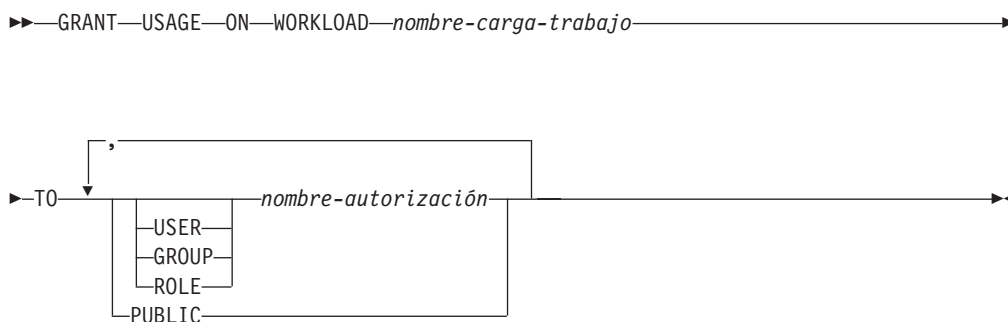 GRANT USAGE ON WORKLOAD nombre-carga-trabajo
,
TO nombre-autorización
USER
GROUP
ROLE
PUBLIC